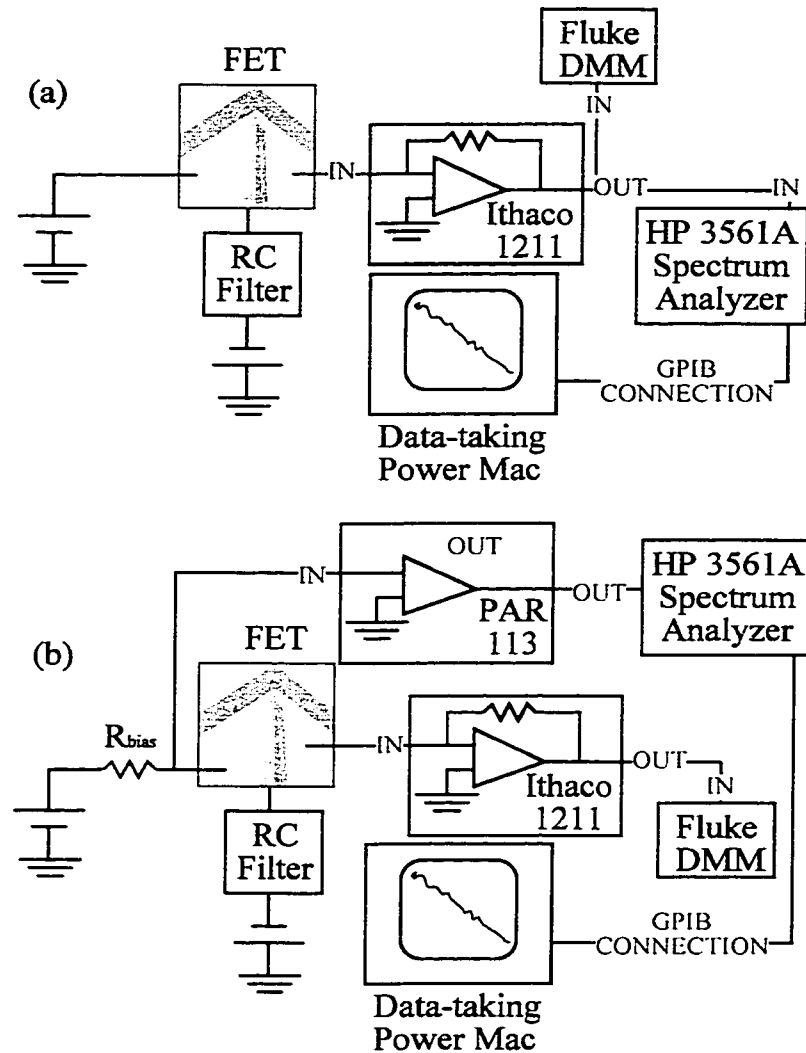 (a)
FET
Fluke
DMM
IN
IN
Ithaco
1211
OUT
IN
HP 3561A
Spectrum
Analyzer
RC
Filter
GPIB
CONNECTION
Data-taking
Power Mac
(b)
IN
OUT
PAR
113
OUT
HP 3561A
Spectrum
Analyzer
FET
Rbias
IN
Ithaco
1211
OUT
IN
Fluke
DMM
RC
Filter
GPIB
CONNECTION
Data-taking
Power Mac